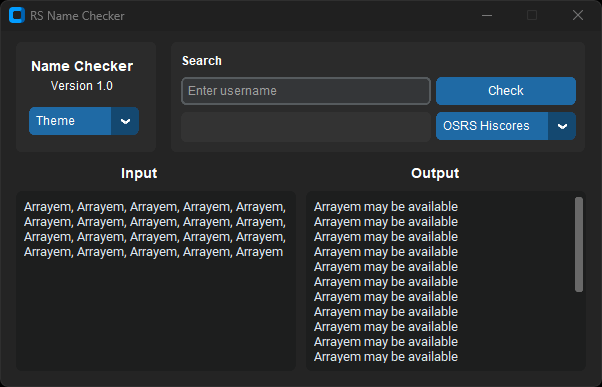 RS Name Checker
Name Checker
Version 1.0
Theme
Search
Enter username
Check
OSRS Hiscores
Input
Arrayem, Arrayem, Arrayem, Arrayem, Arrayem,
Arrayem, Arrayem, Arrayem, Arrayem, Arrayem,
Arrayem, Arrayem, Arrayem, Arrayem, Arrayem,
Arrayem, Arrayem, Arrayem, Arrayem, Arrayem
Output
Arrayem may be available
Arrayem may be available
Arrayem may be available
Arrayem may be available
Arrayem may be available
Arrayem may be available
Arrayem may be available
Arrayem may be available
Arrayem may be available
Arrayem may be available
Arrayem may be available